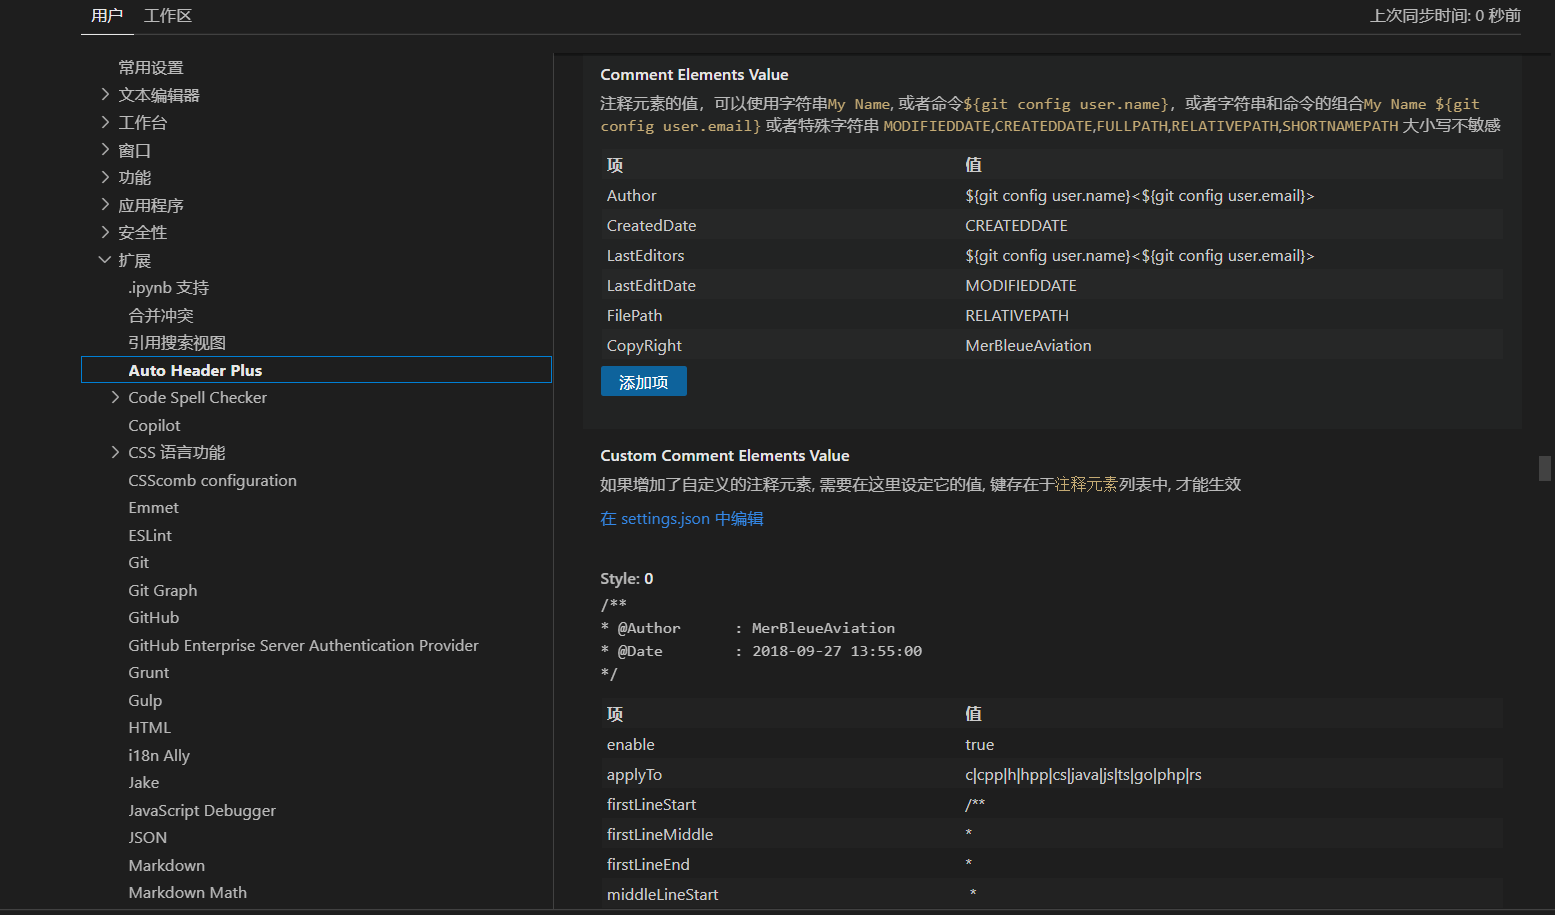 用户 工作区 上次同步时间: 0 秒前
常用设置
文本编辑器
工作台
窗口
功能
应用程序
安全性
扩展
.ipynb 支持
合并冲突
引用搜索视图
Auto Header Plus
Code Spell Checker
Copilot
CSS 语言功能
CSScomb configuration
Emmet
ESLint
Git
Git Graph
GitHub
GitHub Enterprise Server Authentication Provider
Grunt
Gulp
HTML
i18n Ally
Jake
JavaScript Debugger
JSON
Markdown
Markdown Math
Comment Elements Value
注释元素的值，可以使用字符串My Name, 或者命令${git config user.name}，或者字符串和命令的组合My Name ${git
config user.email} 或者特殊字符串 MODIFIEDDATE,CREATEDDATE,FULLPATH,RELATIVEPATH,SHORTNAMEPATH 大小写不敏感
项 值
Author ${git config user.name}<${git config user.email}>
CreatedDate CREATEDDATE
LastEditors ${git config user.name}<${git config user.email}>
LastEditDate MODIFIEDDATE
FilePath RELATIVEPATH
CopyRight MerBleueAviation
添加项
Custom Comment Elements Value
如果增加了自定义的注释元素, 需要在这里设定它的值, 键存在于注释元素列表中, 才能生效
在 settings.json 中编辑
Style: 0
/**
* @Author : MerBleueAviation
* @Date : 2018-09-27 13:55:00
*/
项 值
enable true
applyTo c|cpp|h|hpp|cs|java|js|ts|go|php|rs
firstLineStart /**
firstLineMiddle *
firstLineEnd *
middleLineStart *